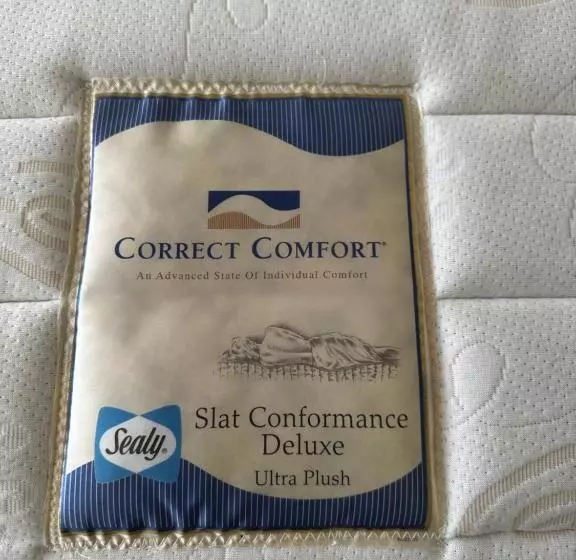 CORRECT COMFORT®
An Advanced State Of Individual Comfort
Slat Conformance
Deluxe
Sealy®
Ultra Plush